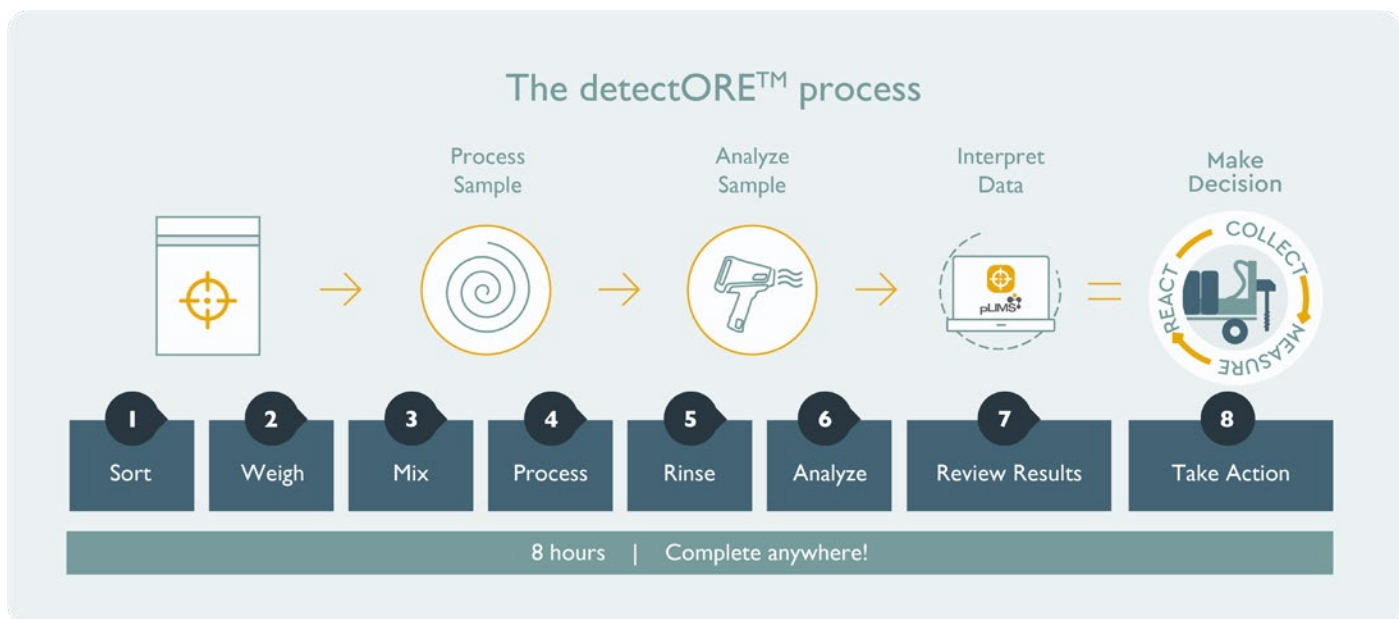 The detectORE™ process
Process
Sample
Analyze
Sample
Interpret
Data
Make
Decision
pLIMS
COLLECT
MEASURE
REACT
1
2
3
4
5
6
7
8
Sort
Weigh
Mix
Process
Rinse
Analyze
Review Results
Take Action
8 hours | Complete anywhere!